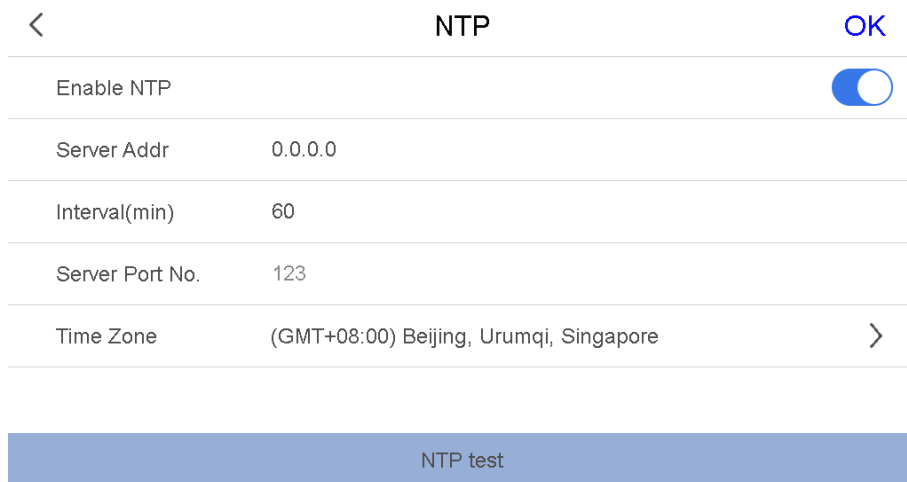 NTP OK
Enable NTP
Server Addr 0.0.0.0
Interval(min) 60
Server Port No. 123
Time Zone (GMT+08:00) Beijing, Urumqi, Singapore
NTP test